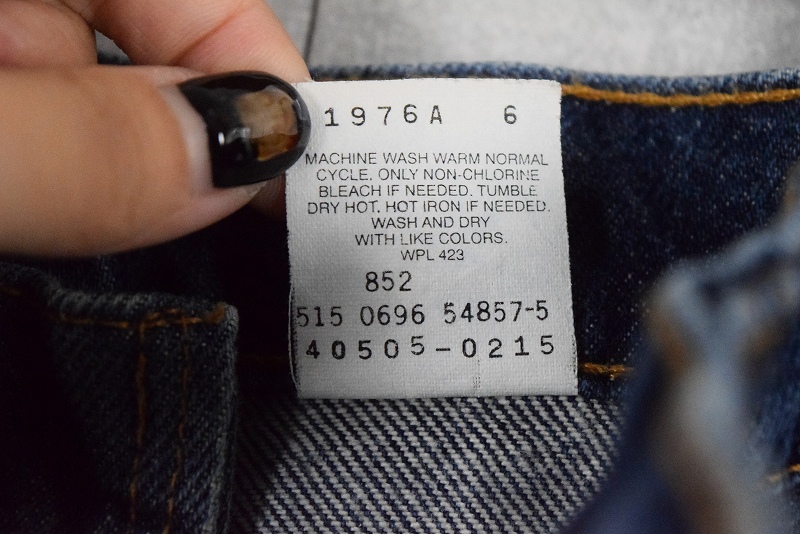 1976A 6
MACHINE WASH WARM NORMAL
CYCLE. ONLY NON-CHLORINE
BLEACH IF NEEDED. TUMBLE
DRY HOT. HOT IRON IF NEEDED.
WASH AND DRY
WITH LIKE COLORS.
WPL 423
852
515 0696 54857-5
40505-0215